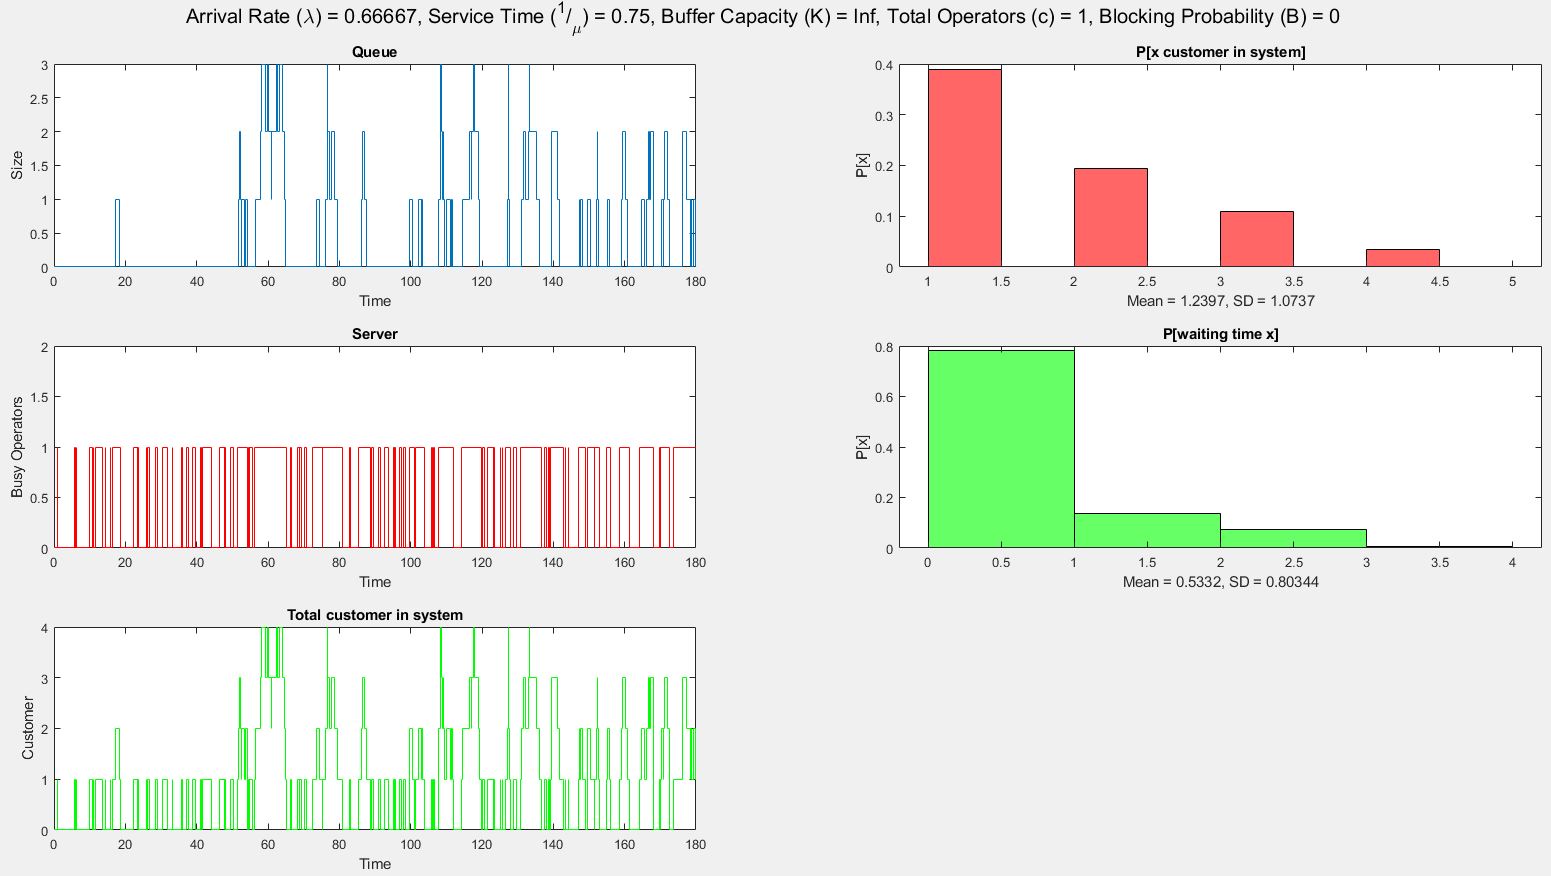 Arrival Rate (λ) = 0.66667, Service Time (1/μ) = 0.75, Buffer Capacity (K) = Inf, Total Operators (c) = 1, Blocking Probability (B) = 0
Queue
Size
3
2.5
2
1.5
1
0.5
0
0 20 40 60 80 100 120 140 160 180
Time
P[x customer in system]
P[x]
0.4
0.3
0.2
0.1
0
1 1.5 2 2.5 3 3.5 4 4.5 5
Mean = 1.2397, SD = 1.0737
Server
Busy Operators
2
1.5
1
0.5
0
0 20 40 60 80 100 120 140 160 180
Time
P[waiting time x]
P[x]
0.8
0.6
0.4
0.2
0
0 0.5 1 1.5 2 2.5 3 3.5 4
Mean = 0.5332, SD = 0.80344
Total customer in system
Customer
4
3
2
1
0
0 20 40 60 80 100 120 140 160 180
Time